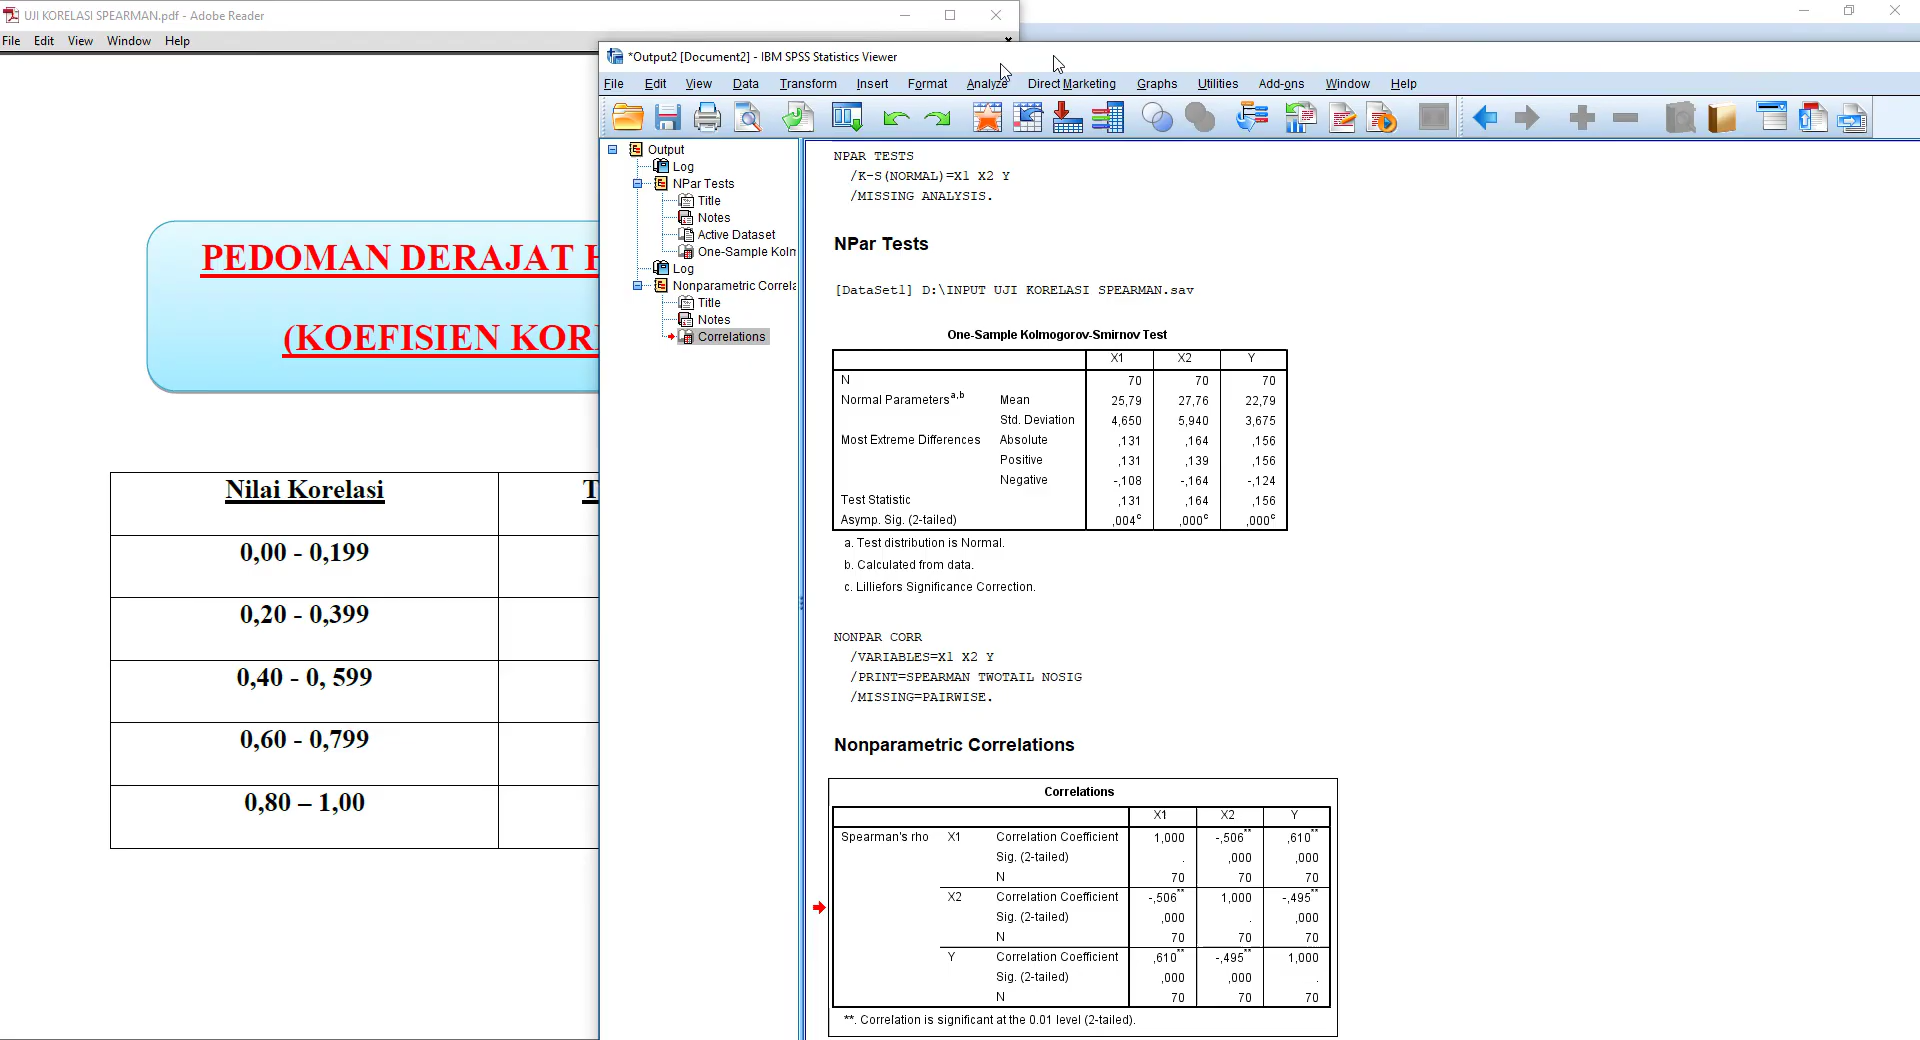 UJI KORELASI SPEARMAN.pdf - Adobe Reader
File Edit View Window Help
PEDOMAN DERAJAT
(KOEFISIEN
Nilai Korelasi
0,00 - 0,199
0,20 - 0,399
0,40 - 0, 599
0,60 - 0,799
0,80 – 1,00
*Output2 [Document2] - IBM SPSS Statistics Viewer
File Edit View Data Transform Insert Format Analyze Direct Marketing Graphs Utilities Add-ons Window Help
Output
Log
NPar Tests
Title
Notes
Active Dataset
One-Sample Kolm
Log
Nonparametric Correla
Title
Notes
Correlations
NPAR TESTS
/K-S(NORMAL)=X1 X2 Y
/MISSING ANALYSIS.
NPar Tests
[DataSet1] D:\INPUT UJI KORELASI SPEARMAN.sav
One-Sample Kolmogorov-Smirnov Test
X1 X2 Y
N 70 70 70
Normal Parameters a,b Mean 25,79 27,76 22,79
Std. Deviation 4,650 5,940 3,675
Most Extreme Differences Absolute ,131 ,164 ,156
Positive ,131 ,139 ,156
Negative -,108 -,164 -,124
Test Statistic ,131 ,164 ,156
Asymp. Sig. (2-tailed) ,004c ,000c ,000c
a. Test distribution is Normal.
b. Calculated from data.
c. Lilliefors Significance Correction.
NONPAR CORR
/VARIABLES=X1 X2 Y
/PRINT=SPEARMAN TWOTAIL NOSIG
/MISSING=PAIRWISE.
Nonparametric Correlations
Correlations
X1 X2 Y
Spearman's rho X1 Correlation Coefficient 1,000 -,506** ,610**
Sig. (2-tailed) . ,000 ,000
N 70 70 70
X2 Correlation Coefficient -,506** 1,000 -,495**
Sig. (2-tailed) ,000 . ,000
N 70 70 70
Y Correlation Coefficient ,610** -,495** 1,000
Sig. (2-tailed) ,000 ,000 .
N 70 70 70
**. Correlation is significant at the 0.01 level (2-tailed).